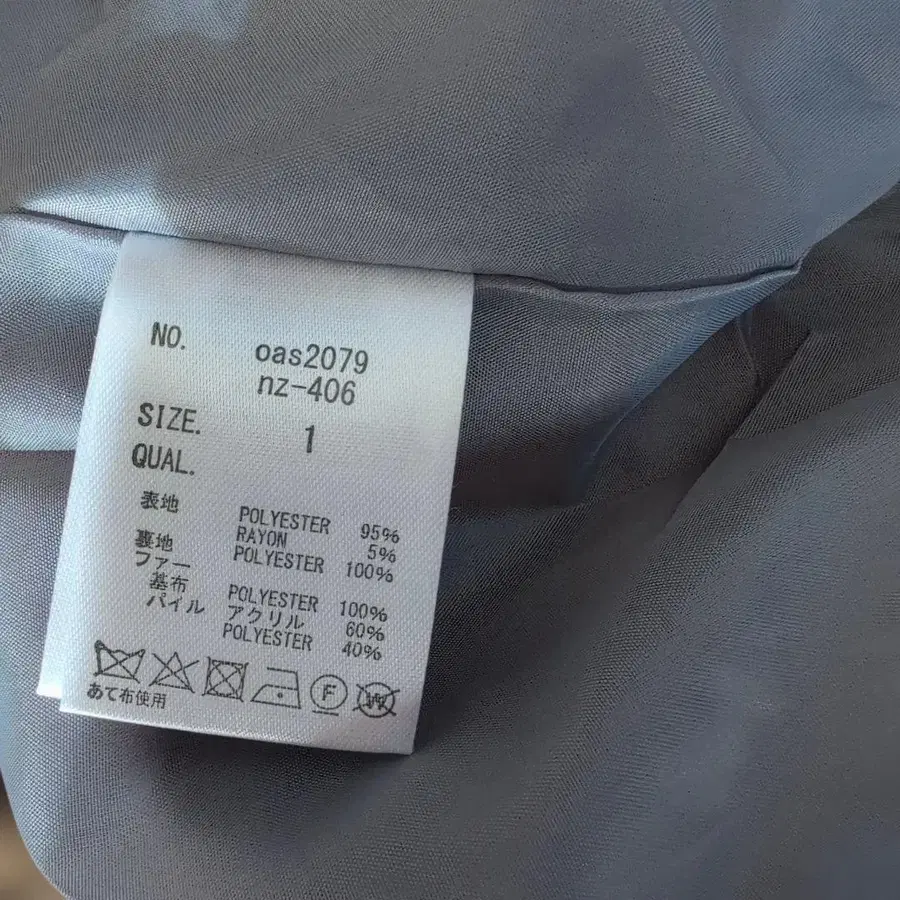 NO. oas2079
nz-406
SIZE. 1
QUAL.
表地 POLYESTER 95%
RAYON 5%
裏地 POLYESTER 100%
ファー
基布 POLYESTER 100%
パイル アクリル 60%
POLYESTER 40%
F W
あて布使用